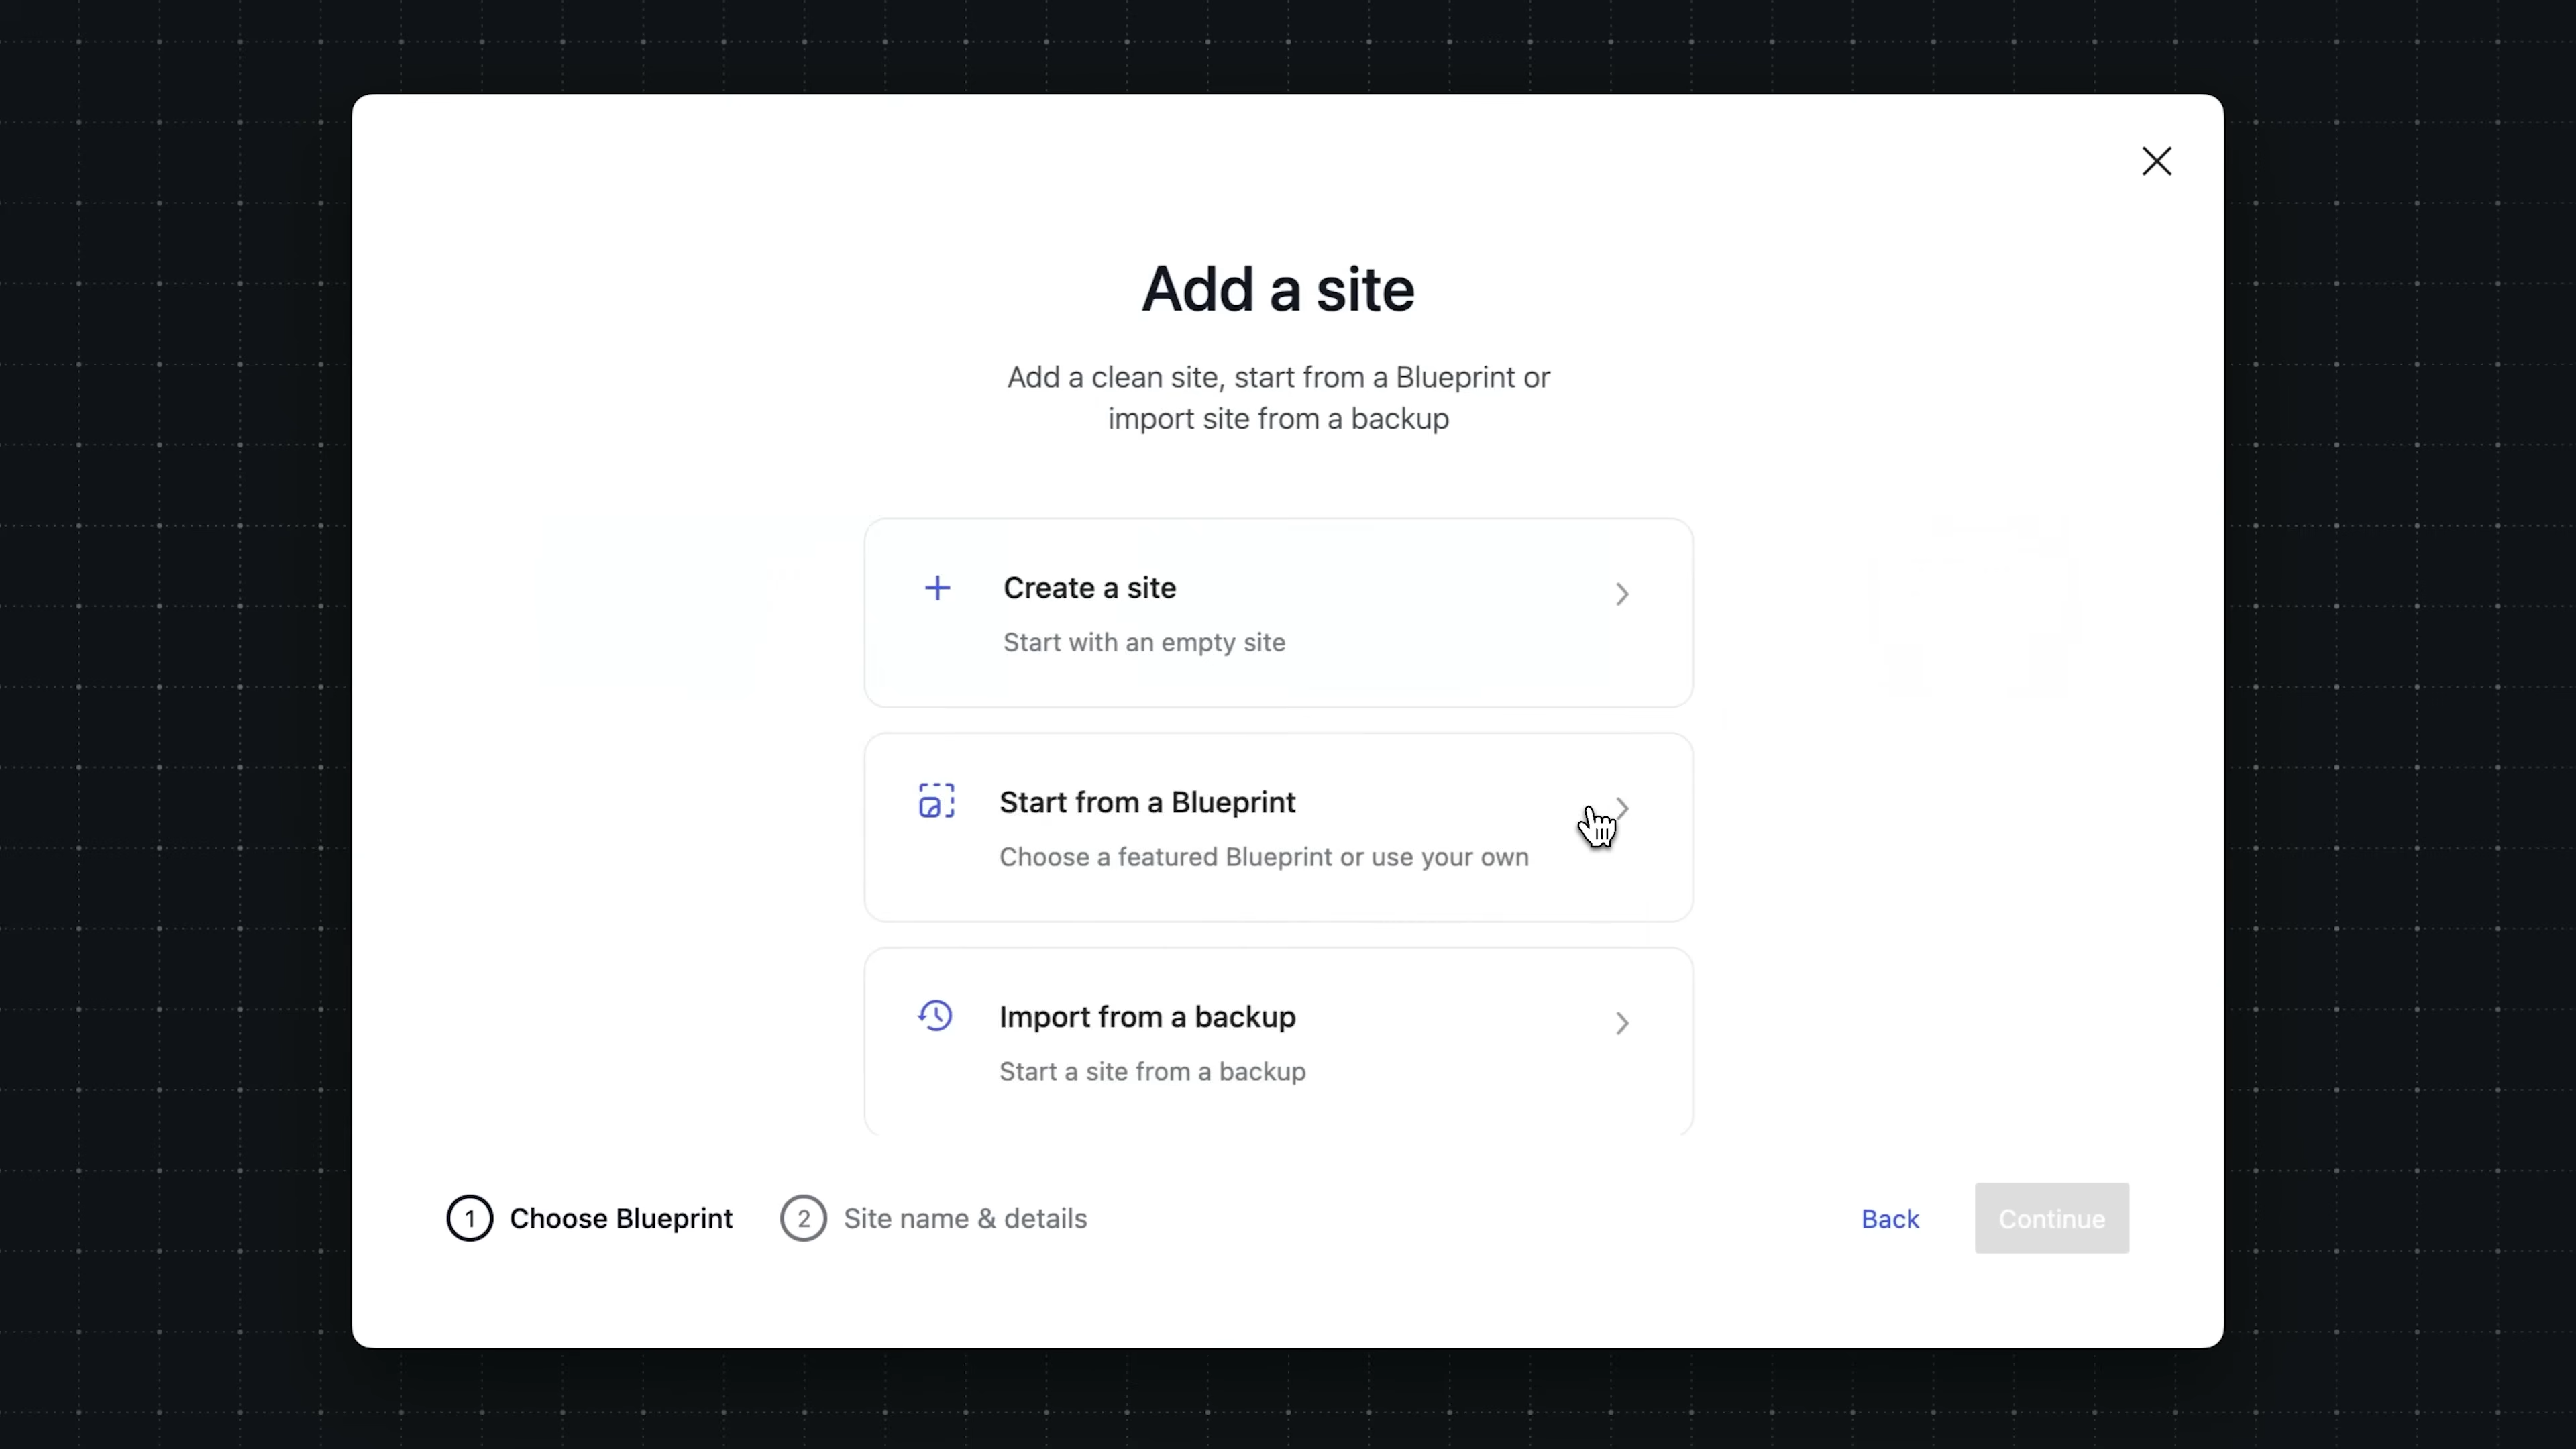 Add a site
Add a clean site, start from a Blueprint or
import site from a backup
Create a site
Start with an empty site
Start from a Blueprint
Choose a featured Blueprint or use your own
Import from a backup
Start a site from a backup
1 Choose Blueprint 2 Site name & details Back Continue